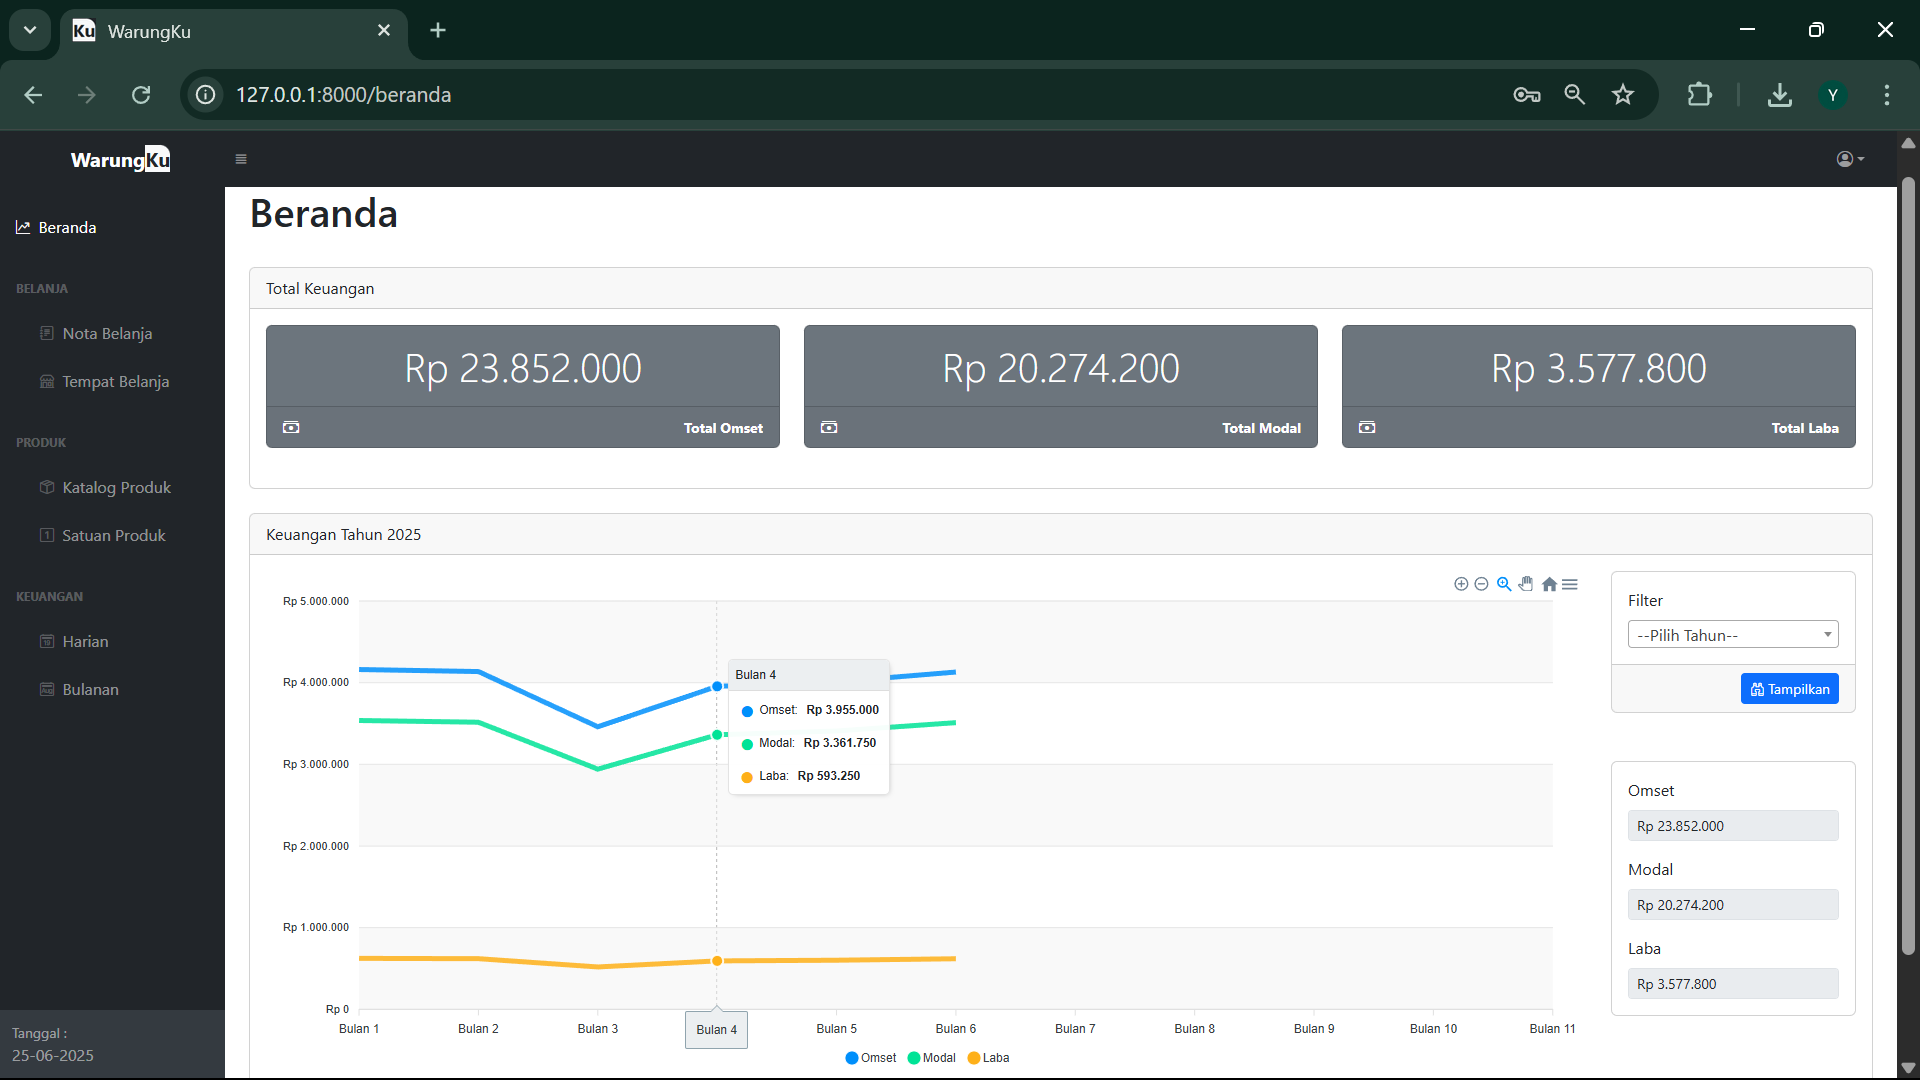 Ku WarungKu
127.0.0.1:8000/beranda
Y
WarungKu
Beranda
BELANJA
Nota Belanja
Tempat Belanja
PRODUK
Katalog Produk
Satuan Produk
KEUANGAN
Harian
Bulanan
Tanggal :
25-06-2025
Beranda
Total Keuangan
Rp 23.852.000
Total Omset
Rp 20.274.200
Total Modal
Rp 3.577.800
Total Laba
Keuangan Tahun 2025
Rp 5.000.000
Rp 4.000.000
Rp 3.000.000
Rp 2.000.000
Rp 1.000.000
Rp 0
Bulan 4
Omset: Rp 3.955.000
Modal: Rp 3.361.750
Laba: Rp 593.250
Bulan 1 Bulan 2 Bulan 3 Bulan 4 Bulan 5 Bulan 6 Bulan 7 Bulan 8 Bulan 9 Bulan 10 Bulan 11
Omset Modal Laba
Filter
--Pilih Tahun--
Tampilkan
Omset
Rp 23.852.000
Modal
Rp 20.274.200
Laba
Rp 3.577.800